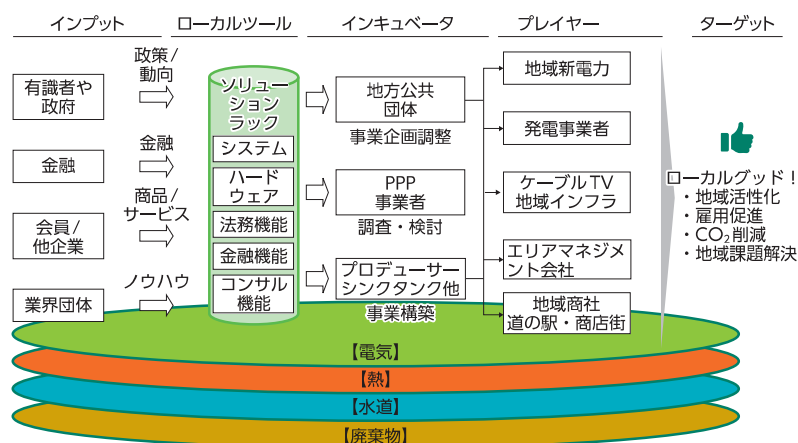 インプット
ローカルツール
インキュベータ
プレイヤー
ターゲット
有識者や
政府
金融
会員/
他企業
業界団体
政策/
動向
金融
商品/
サービス
ノウハウ
ソリュー
ション
ラック
システム
ハード
ウェア
法務機能
金融機能
コンサル
機能
地方公共
団体
事業企画調整
PPP
事業者
調査・検討
プロデューサー
シンクタンク他
事業構築
地域新電力
発電事業者
ケーブルTV
地域インフラ
エリアマネジメ
ント会社
地域商社
道の駅・商店街
ローカルグッド!
・地域活性化
・雇用促進
・CO₂削減
・地域課題解決
【電気】
【熱】
【水道】
【廃棄物】